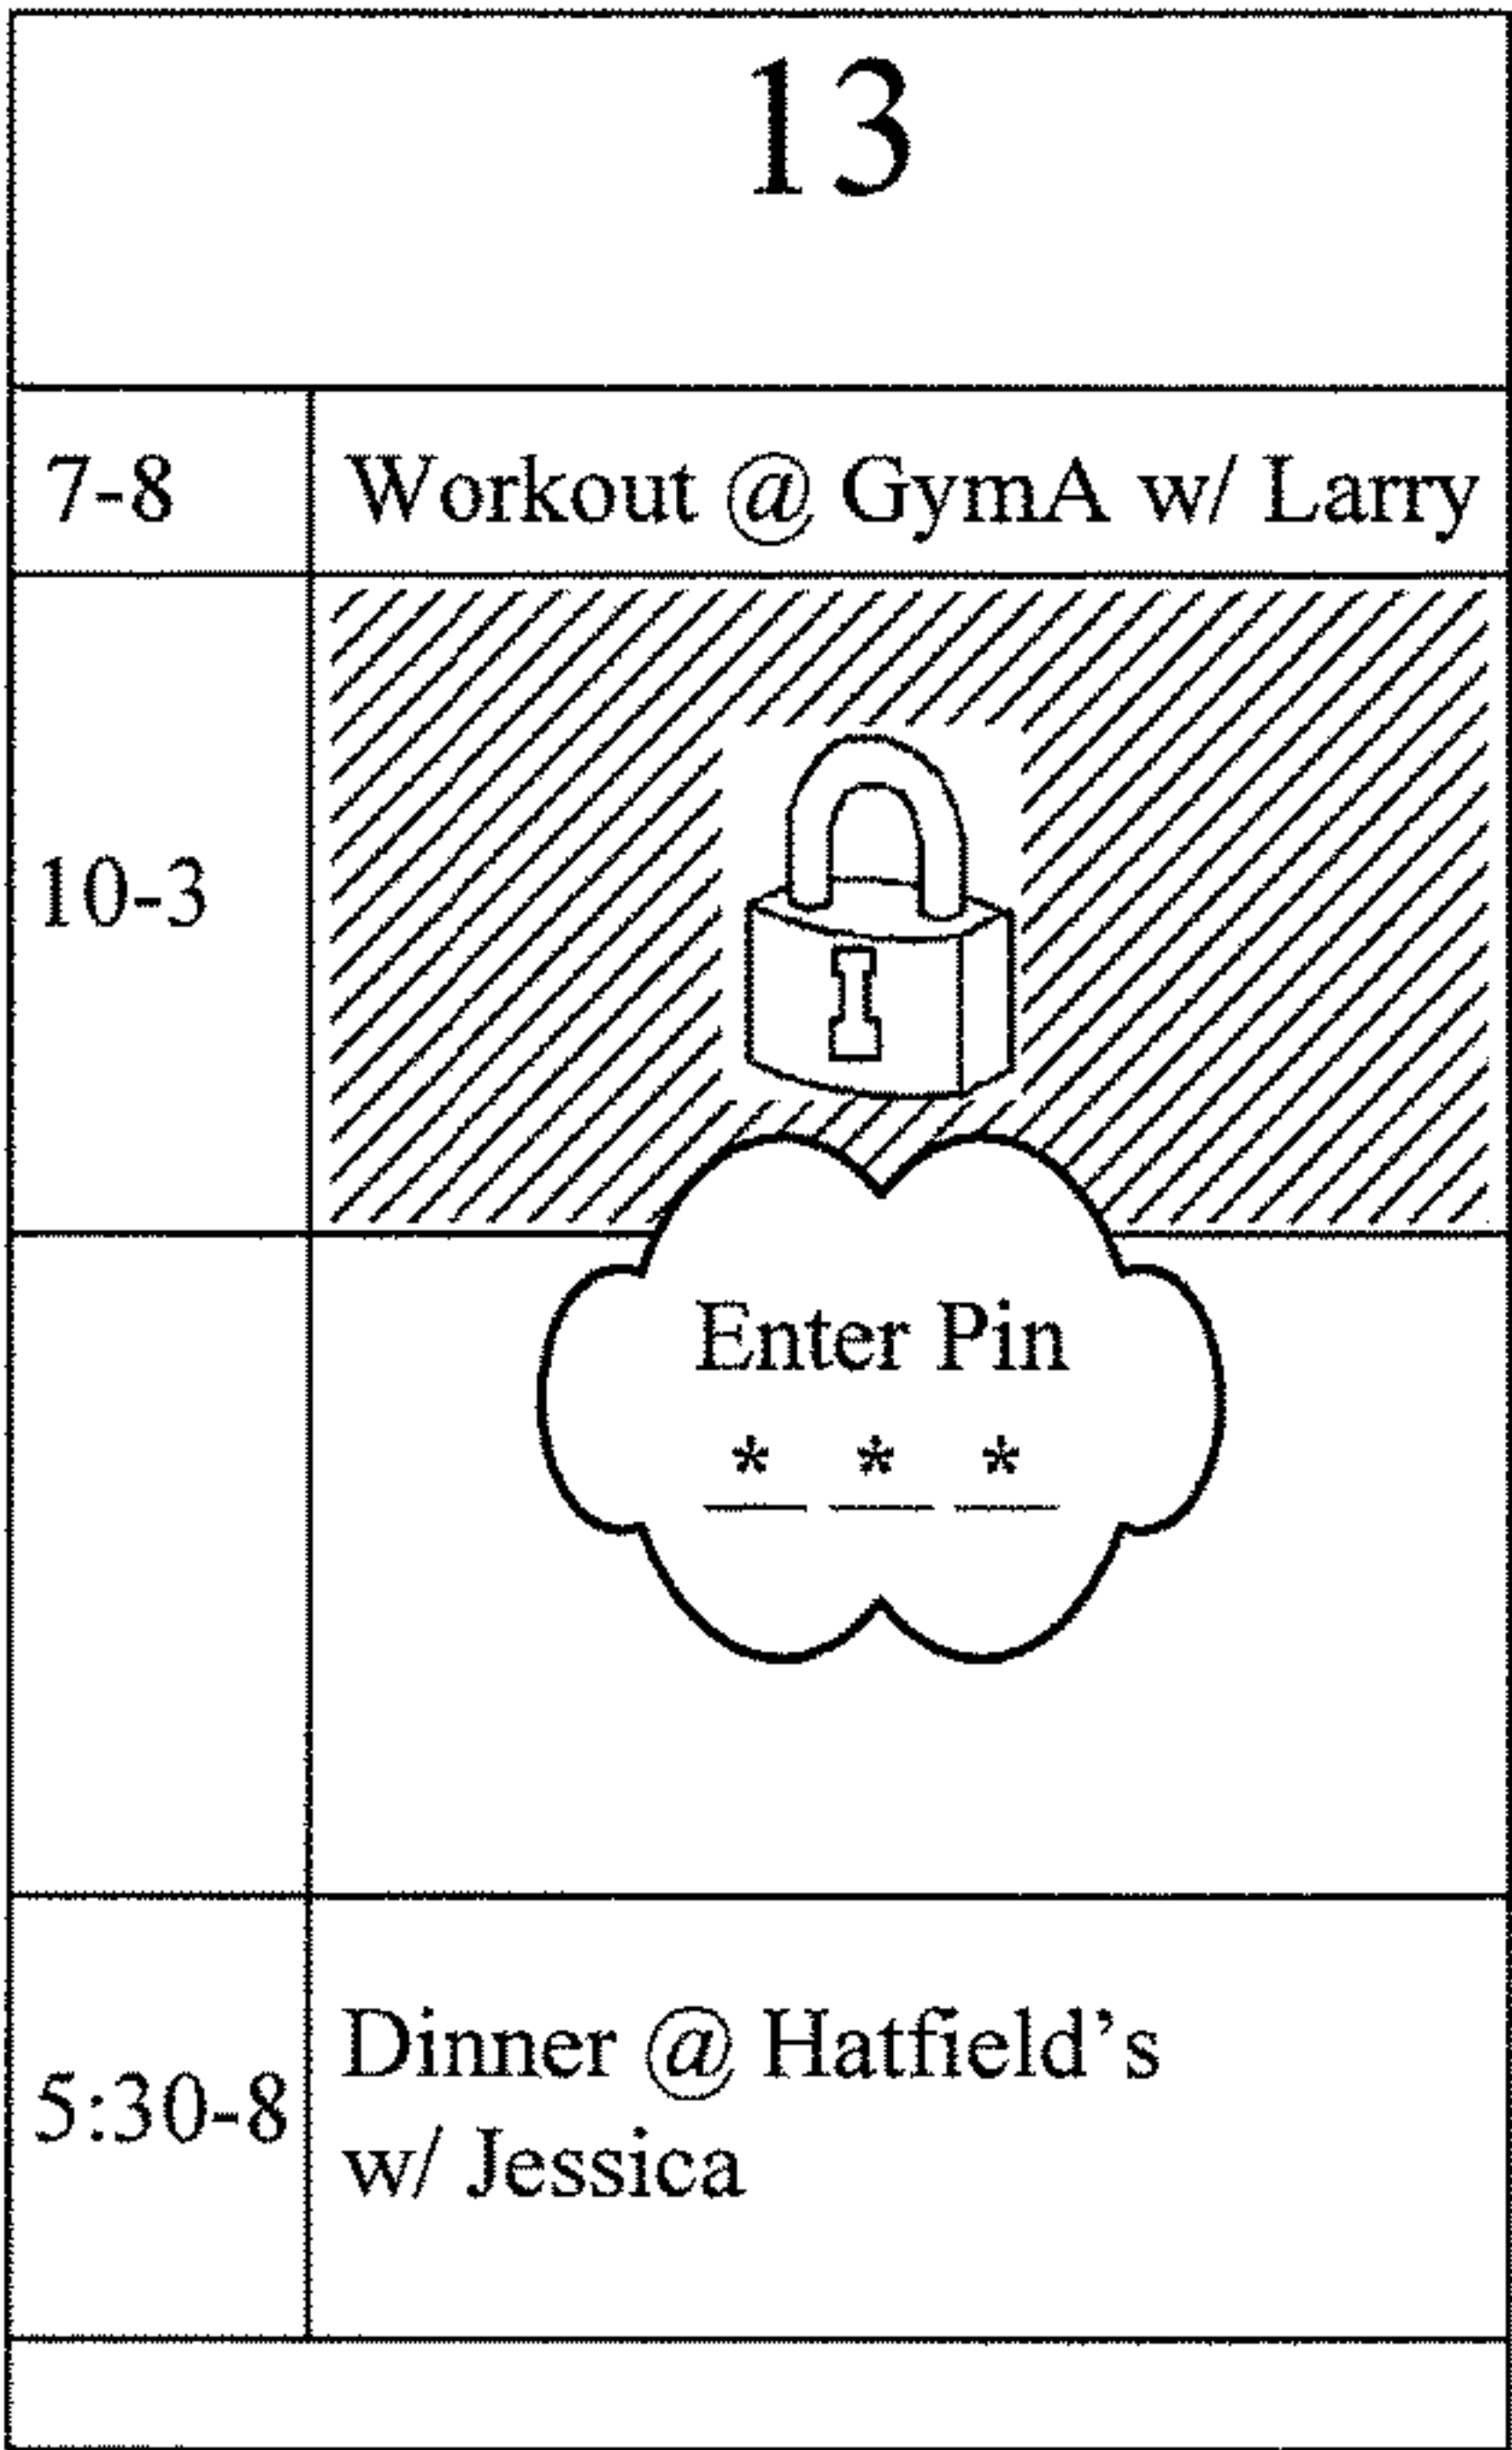 13
7-8 Workout @ GymA w/ Larry
10-3
Enter Pin
* * *
5:30-8 Dinner @ Hatfield's
w/ Jessica